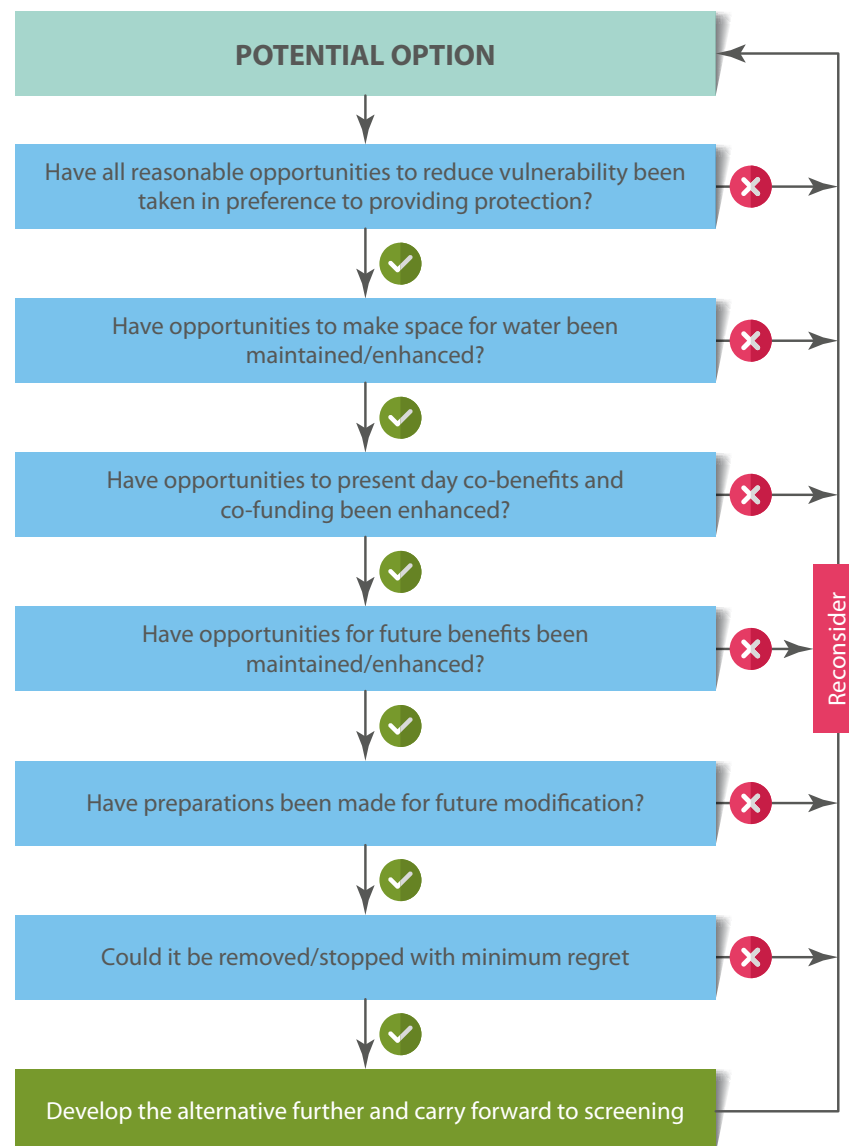 POTENTIAL OPTION
Have all reasonable opportunities to reduce vulnerability been
taken in preference to providing protection?
Have opportunities to make space for water been
maintained/enhanced?
Have opportunities to present day co-benefits and
co-funding been enhanced?
Have opportunities for future benefits been
maintained/enhanced?
Reconsider
Have preparations been made for future modification?
Could it be removed/stopped with minimum regret
Develop the alternative further and carry forward to screening